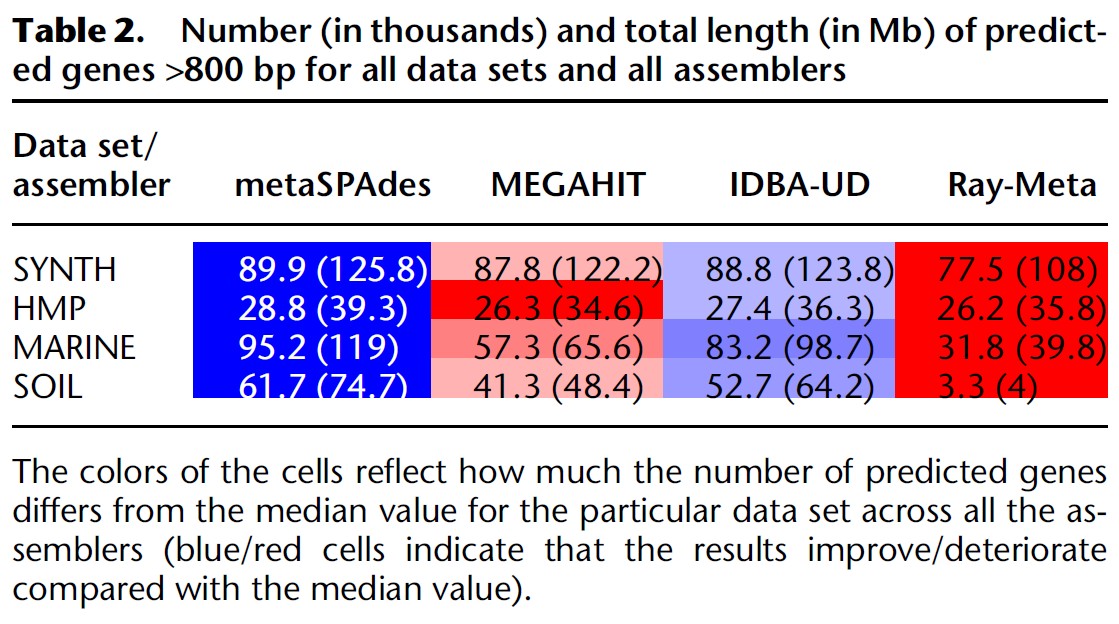 Table 2. Number (in thousands) and total length (in Mb) of predict-
ed genes >800 bp for all data sets and all assemblers
Data set/
assembler metaSPAdes MEGAHIT IDBA-UD Ray-Meta
SYNTH 89.9 (125.8) 87.8 (122.2) 88.8 (123.8) 77.5 (108)
HMP 28.8 (39.3) 26.3 (34.6) 27.4 (36.3) 26.2 (35.8)
MARINE 95.2 (119) 57.3 (65.6) 83.2 (98.7) 31.8 (39.8)
SOIL 61.7 (74.7) 41.3 (48.4) 52.7 (64.2) 3.3 (4)
The colors of the cells reflect how much the number of predicted genes
differs from the median value for the particular data set across all the as-
semblers (blue/red cells indicate that the results improve/deteriorate
compared with the median value).